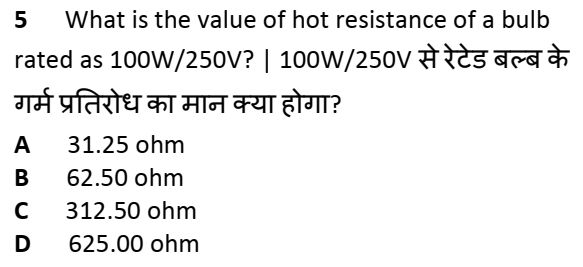 5 What is the value of hot resistance of a bulb
rated as 100W/250V? | 100W/250V से रेटेड बल्ब के
गर्म प्रतिरोध का मान क्या होगा?
A 31.25 ohm
B 62.50 ohm
C 312.50 ohm
D 625.00 ohm